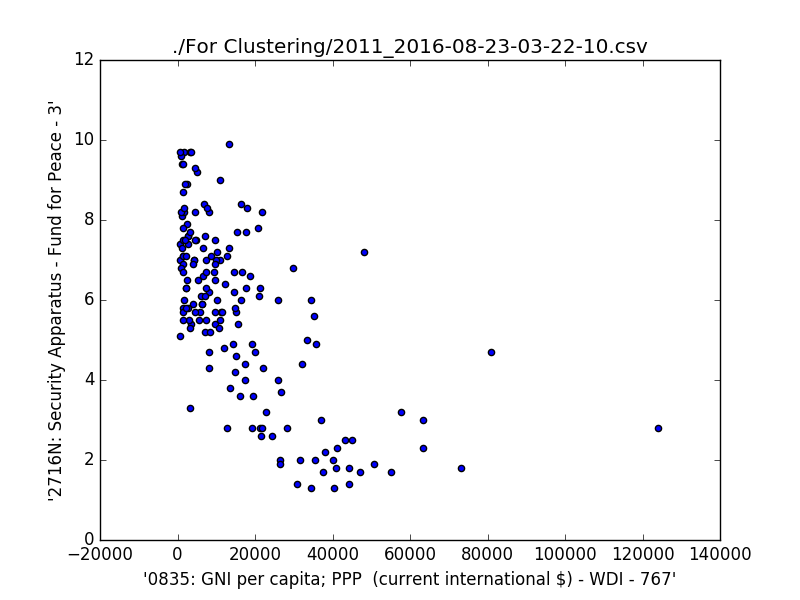 ./For Clustering/2011_2016-08-23-03-22-10.csv
'2716N: Security Apparatus - Fund for Peace - 3'
12
10
8
6
4
2
0
−20000 0 20000 40000 60000 80000 100000 120000 140000
'0835: GNI per capita; PPP  (current international $) - WDI - 767'